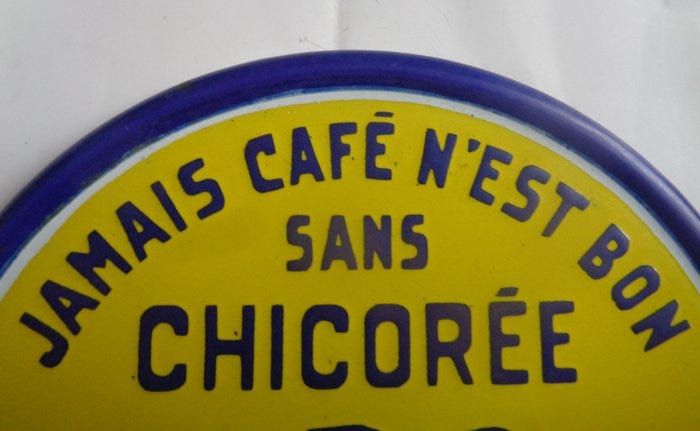 JAMAIS CAFÉ N'EST BON
SANS
CHICORÉE